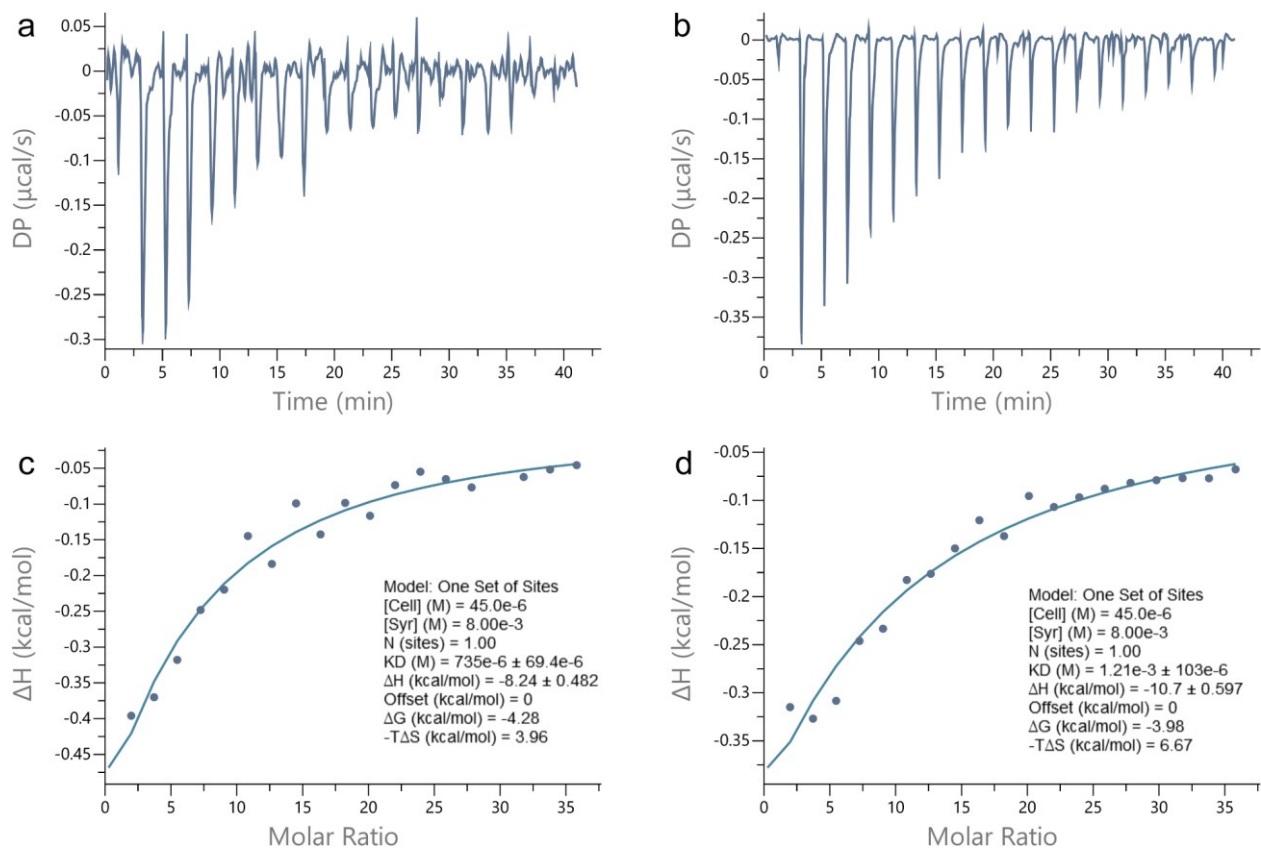 a
0.05
0
-0.05
-0.1
-0.15
-0.2
-0.25
-0.3
DP (µcal/s)
0 5 10 15 20 25 30 35 40
Time (min)
b
0
-0.05
-0.1
-0.15
-0.2
-0.25
-0.3
-0.35
DP (µcal/s)
0 5 10 15 20 25 30 35 40
Time (min)
c
-0.05
-0.1
-0.15
-0.2
-0.25
-0.3
-0.35
-0.4
-0.45
ΔH (kcal/mol)
Model: One Set of Sites
[Cell] (M) = 45.0e-6
[Syr] (M) = 8.00e-3
N (sites) = 1.00
KD (M) = 735e-6 ± 69.4e-6
ΔH (kcal/mol) = -8.24 ± 0.482
Offset (kcal/mol) = 0
ΔG (kcal/mol) = -4.28
-TΔS (kcal/mol) = 3.96
0 5 10 15 20 25 30 35
Molar Ratio
d
-0.05
-0.1
-0.15
-0.2
-0.25
-0.3
-0.35
ΔH (kcal/mol)
Model: One Set of Sites
[Cell] (M) = 45.0e-6
[Syr] (M) = 8.00e-3
N (sites) = 1.00
KD (M) = 1.21e-3 ± 103e-6
ΔH (kcal/mol) = -10.7 ± 0.597
Offset (kcal/mol) = 0
ΔG (kcal/mol) = -3.98
-TΔS (kcal/mol) = 6.67
0 5 10 15 20 25 30 35
Molar Ratio